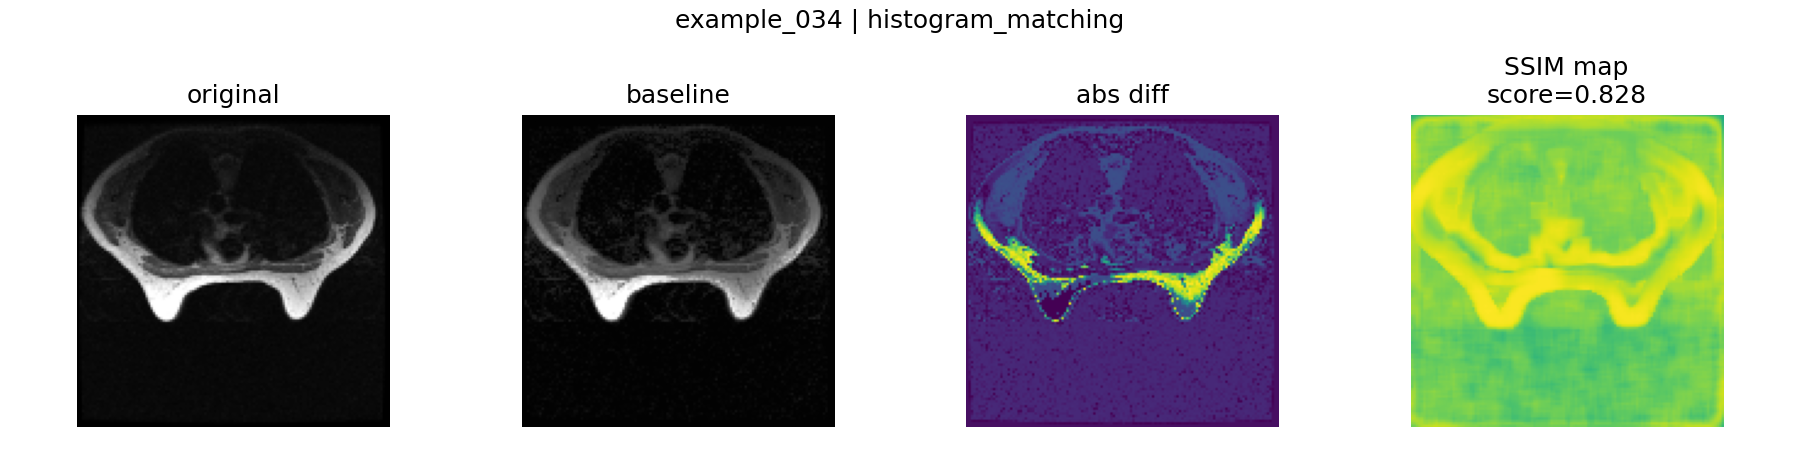 example_034 | histogram_matching
original
baseline
abs diff
SSIM map
score=0.828